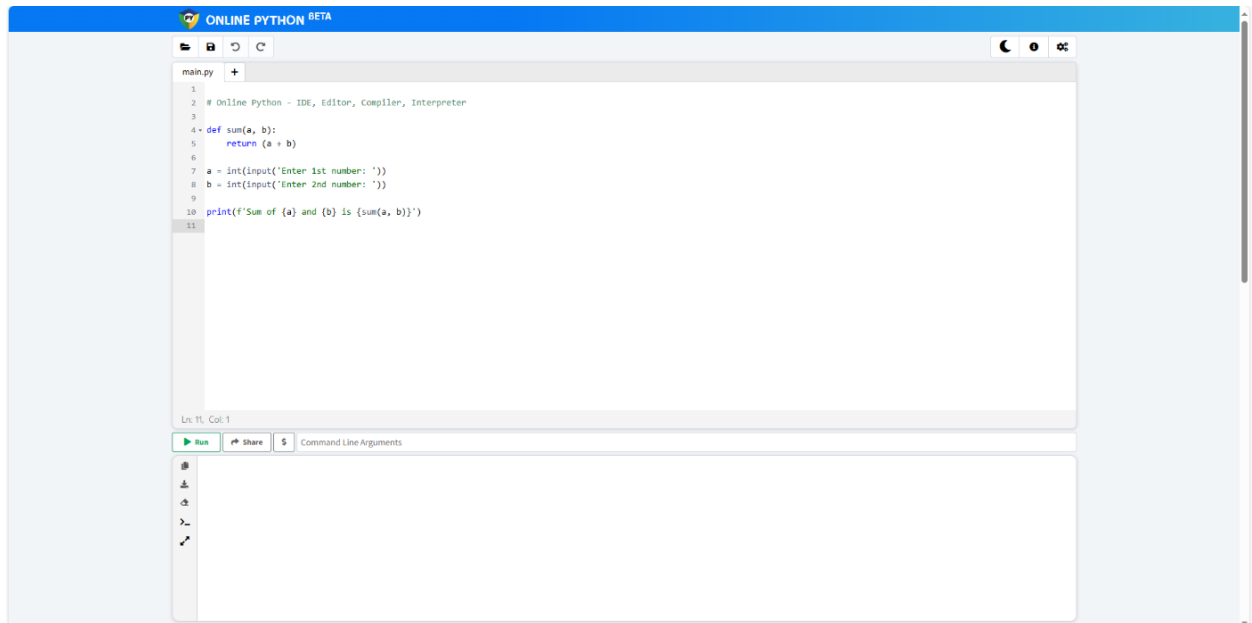 ONLINE PYTHON BETA
main.py +
1
2 # Online Python - IDE, Editor, Compiler, Interpreter
3
4 def sum(a, b):
5     return (a + b)
6
7 a = int(input('Enter 1st number: '))
8 b = int(input('Enter 2nd number: '))
9
10 print(f'Sum of {a} and {b} is {sum(a, b)}')
11
Ln: 11, Col: 1
Run Share $ Command Line Arguments